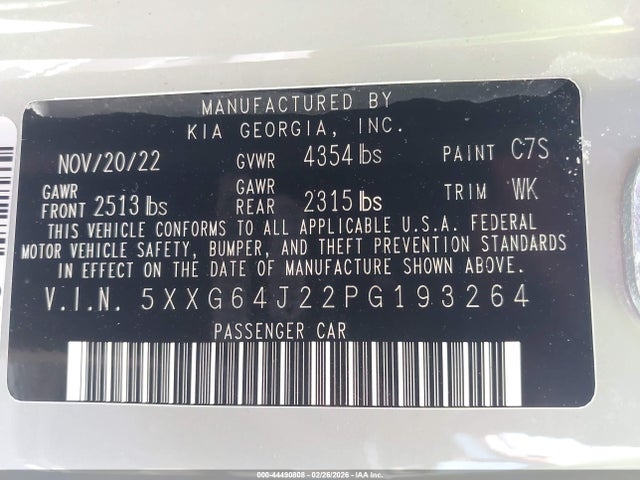 MANUFACTURED BY
KIA GEORGIA, INC.
NOV/20/22 GVWR 4354 lbs PAINT C7S
GAWR FRONT 2513 lbs GAWR REAR 2315 lbs TRIM WK
THIS VEHICLE CONFORMS TO ALL APPLICABLE U.S.A. FEDERAL
MOTOR VEHICLE SAFETY, BUMPER, AND THEFT PREVENTION STANDARDS
IN EFFECT ON THE DATE OF MANUFACTURE SHOWN ABOVE.
V.I.N. 5XXG64J22PG193264
PASSENGER CAR
000-44490808 - 02/26/2026 - IAA Inc.